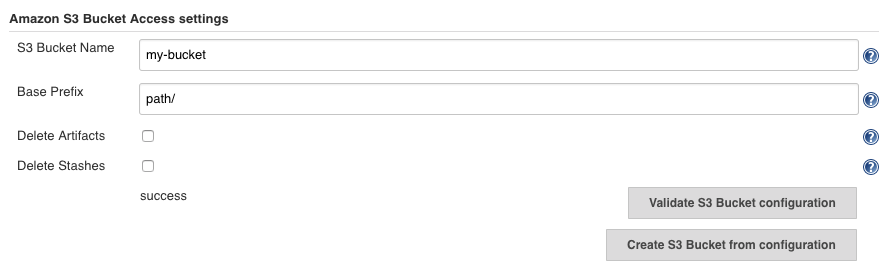 Amazon S3 Bucket Access settings
S3 Bucket Name
my-bucket
?
Base Prefix
path/
?
Delete Artifacts
?
Delete Stashes
?
success
Validate S3 Bucket configuration
Create S3 Bucket from configuration